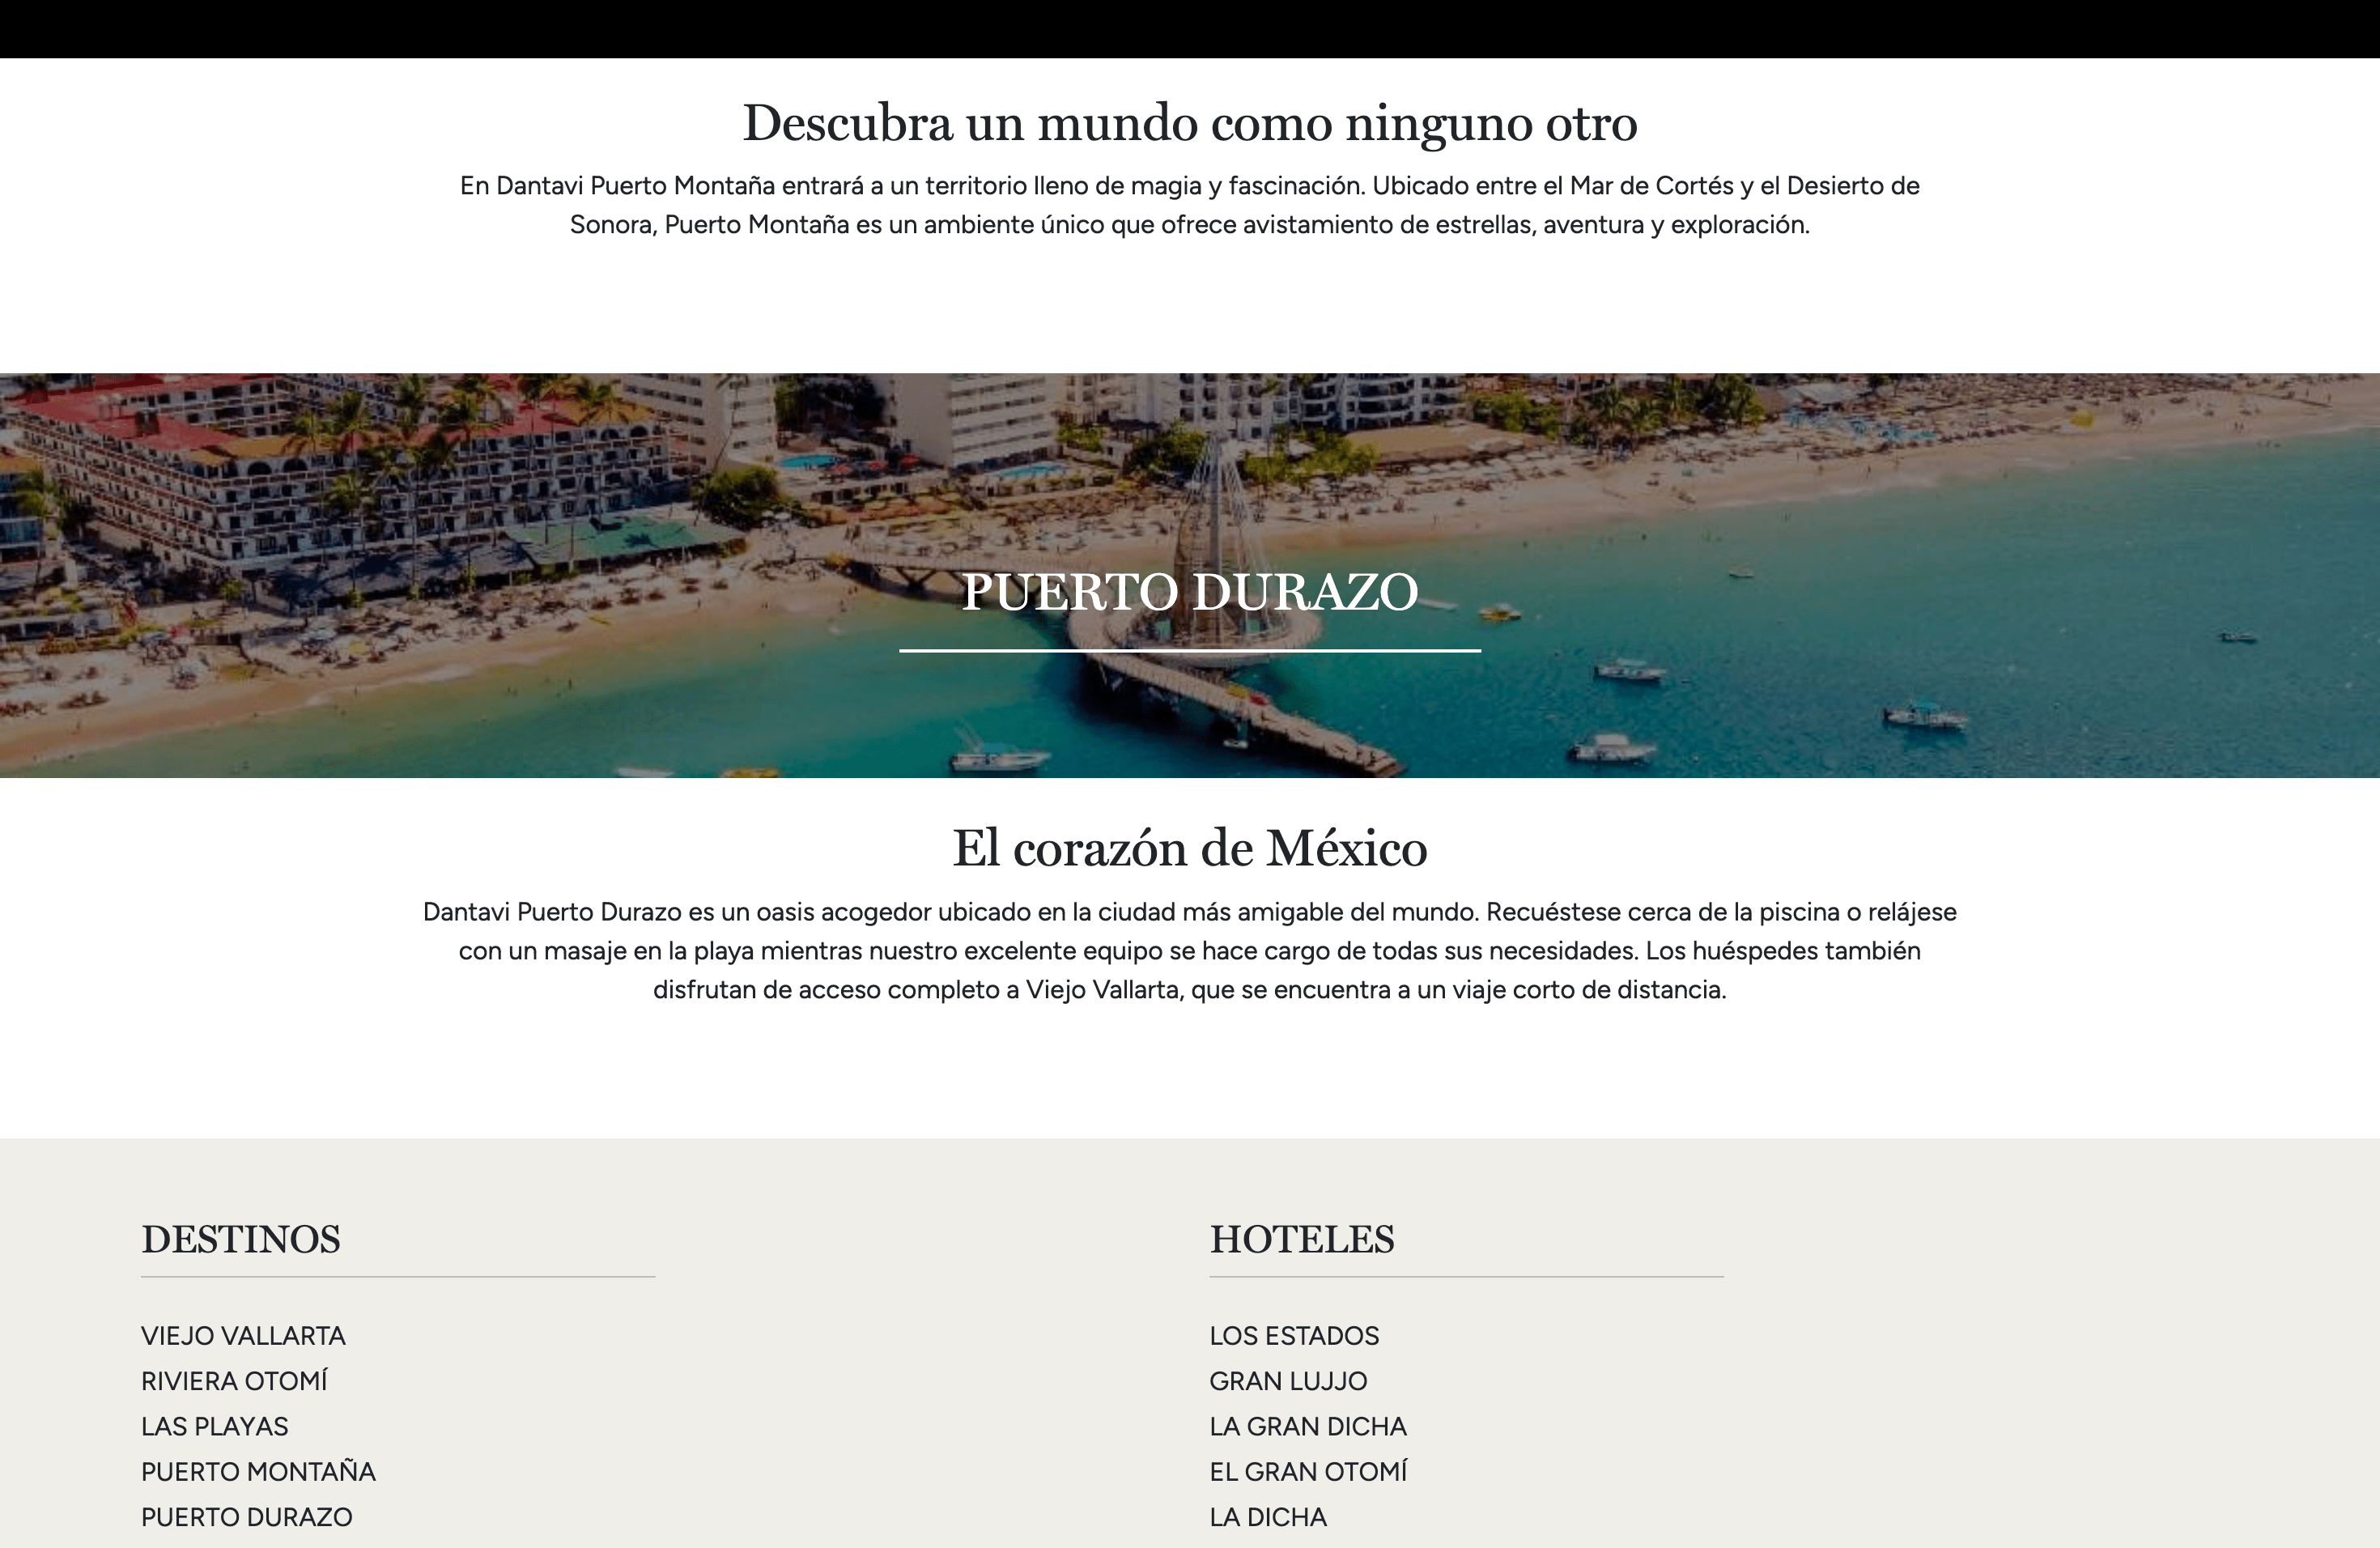 Descubra un mundo como ninguno otro
En Dantavi Puerto Montaña entrará a un territorio lleno de magia y fascinación. Ubicado entre el Mar de Cortés y el Desierto de
Sonora, Puerto Montaña es un ambiente único que ofrece avistamiento de estrellas, aventura y exploración.
PUERTO DURAZO
El corazón de México
Dantavi Puerto Durazo es un oasis acogedor ubicado en la ciudad más amigable del mundo. Recuéstese cerca de la piscina o relájese
con un masaje en la playa mientras nuestro excelente equipo se hace cargo de todas sus necesidades. Los huéspedes también
disfrutan de acceso completo a Viejo Vallarta, que se encuentra a un viaje corto de distancia.
DESTINOS
VIEJO VALLARTA
RIVIERA OTOMÍ
LAS PLAYAS
PUERTO MONTAÑA
PUERTO DURAZO
HOTELES
LOS ESTADOS
GRAN LUJJO
LA GRAN DICHA
EL GRAN OTOMÍ
LA DICHA